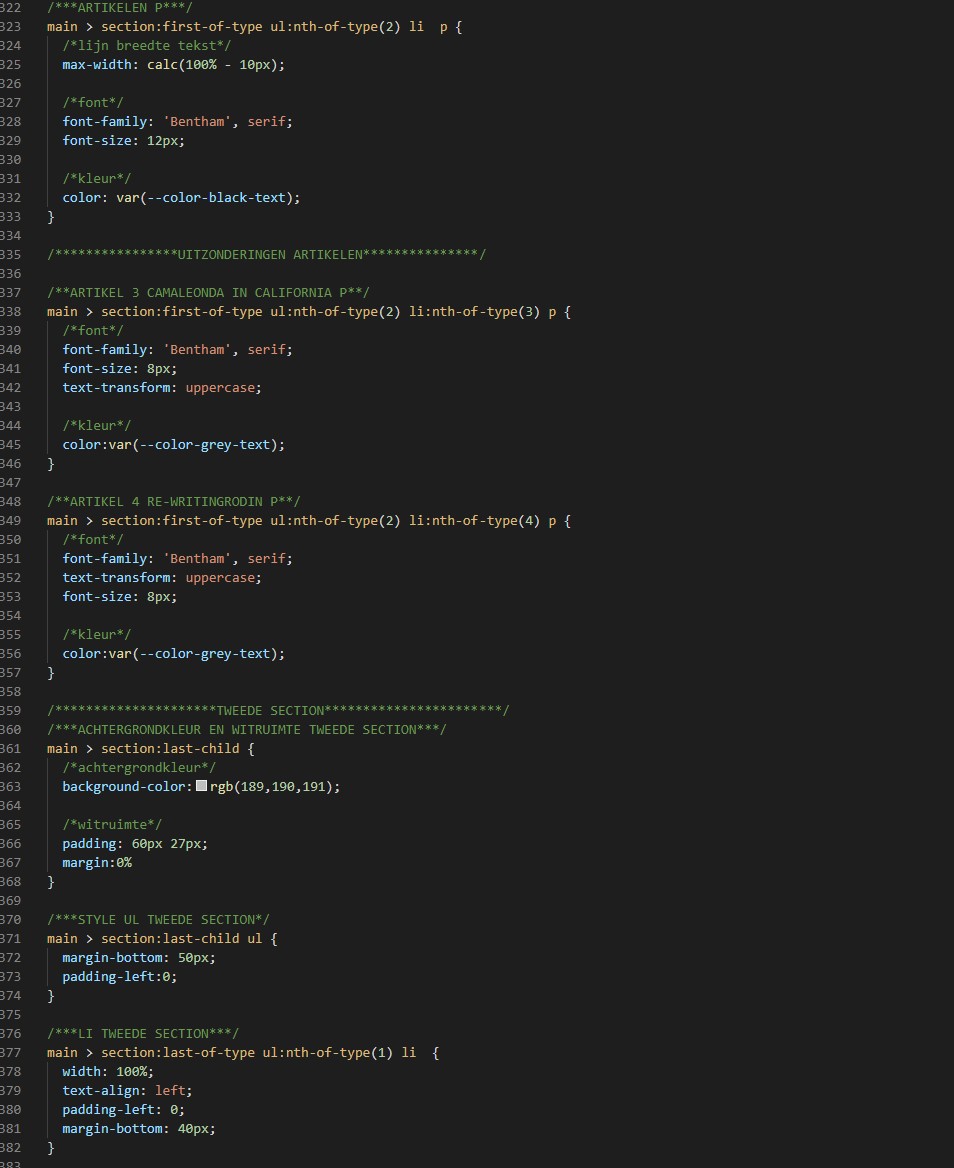 322 /***ARTIKELEN P***/
323 main > section:first-of-type ul:nth-of-type(2) li  p {
324 /*lijn breedte tekst*/
325 max-width: calc(100% - 10px);
326
327 /*font*/
328 font-family: 'Bentham', serif;
329 font-size: 12px;
330
331 /*kleur*/
332 color: var(--color-black-text);
333 }
334
335 /****************UITZONDERINGEN ARTIKELEN***************/
336
337 /**ARTIKEL 3 CAMALEONDA IN CALIFORNIA P**/
338 main > section:first-of-type ul:nth-of-type(2) li:nth-of-type(3) p {
339 /*font*/
340 font-family: 'Bentham', serif;
341 font-size: 8px;
342 text-transform: uppercase;
343
344 /*kleur*/
345 color:var(--color-grey-text);
346 }
347
348 /**ARTIKEL 4 RE-WRITINGRODIN P**/
349 main > section:first-of-type ul:nth-of-type(2) li:nth-of-type(4) p {
350 /*font*/
351 font-family: 'Bentham', serif;
352 text-transform: uppercase;
353 font-size: 8px;
354
355 /*kleur*/
356 color:var(--color-grey-text);
357 }
358
359 /*********************TWEEDE SECTION***********************/
360 /***ACHTERGRONDKLEUR EN WITRUIMTE TWEEDE SECTION***/
361 main > section:last-child {
362 /*achtergrondkleur*/
363 background-color: rgb(189,190,191);
364
365 /*witruimte*/
366 padding: 60px 27px;
367 margin:0%
368 }
369
370 /***STYLE UL TWEEDE SECTION*/
371 main > section:last-child ul {
372 margin-bottom: 50px;
373 padding-left:0;
374 }
375
376 /***LI TWEEDE SECTION***/
377 main > section:last-of-type ul:nth-of-type(1) li  {
378 width: 100%;
379 text-align: left;
380 padding-left: 0;
381 margin-bottom: 40px;
382 }
383